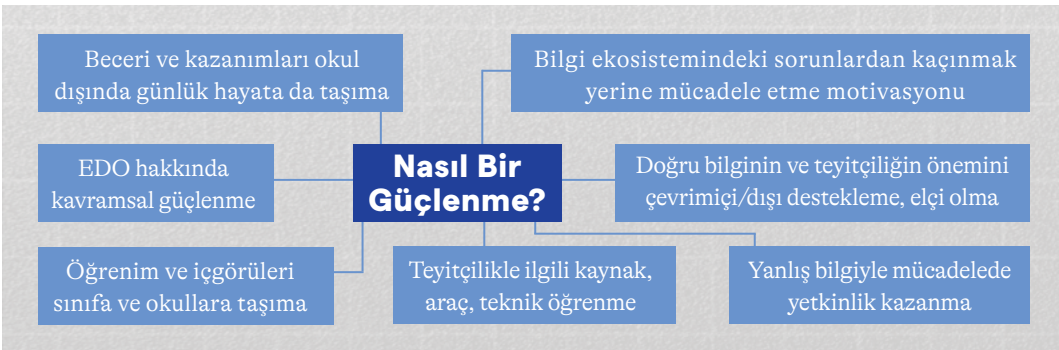 Beceri ve kazanımları okul
dışında günlük hayata da taşıma
Bilgi ekosistemindeki sorunlardan kaçınmak
yerine mücadele etme motivasyonu
EDO hakkında
kavramsal güçlenme
Nasıl Bir
Güçlenme?
Doğru bilginin ve teyitçiliğin önemini
çevrimiçi/dışı destekleme, elçi olma
Öğrenim ve içgörüleri
sınıfa ve okullara taşıma
Teyitçilikle ilgili kaynak,
araç, teknik öğrenme
Yanlış bilgiyle mücadelede
yetkinlik kazanma